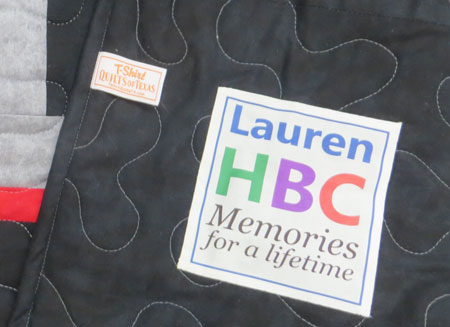 T-Shirt
QUILTS OF TEXAS
Lauren
HBC
Memories
for a lifetime